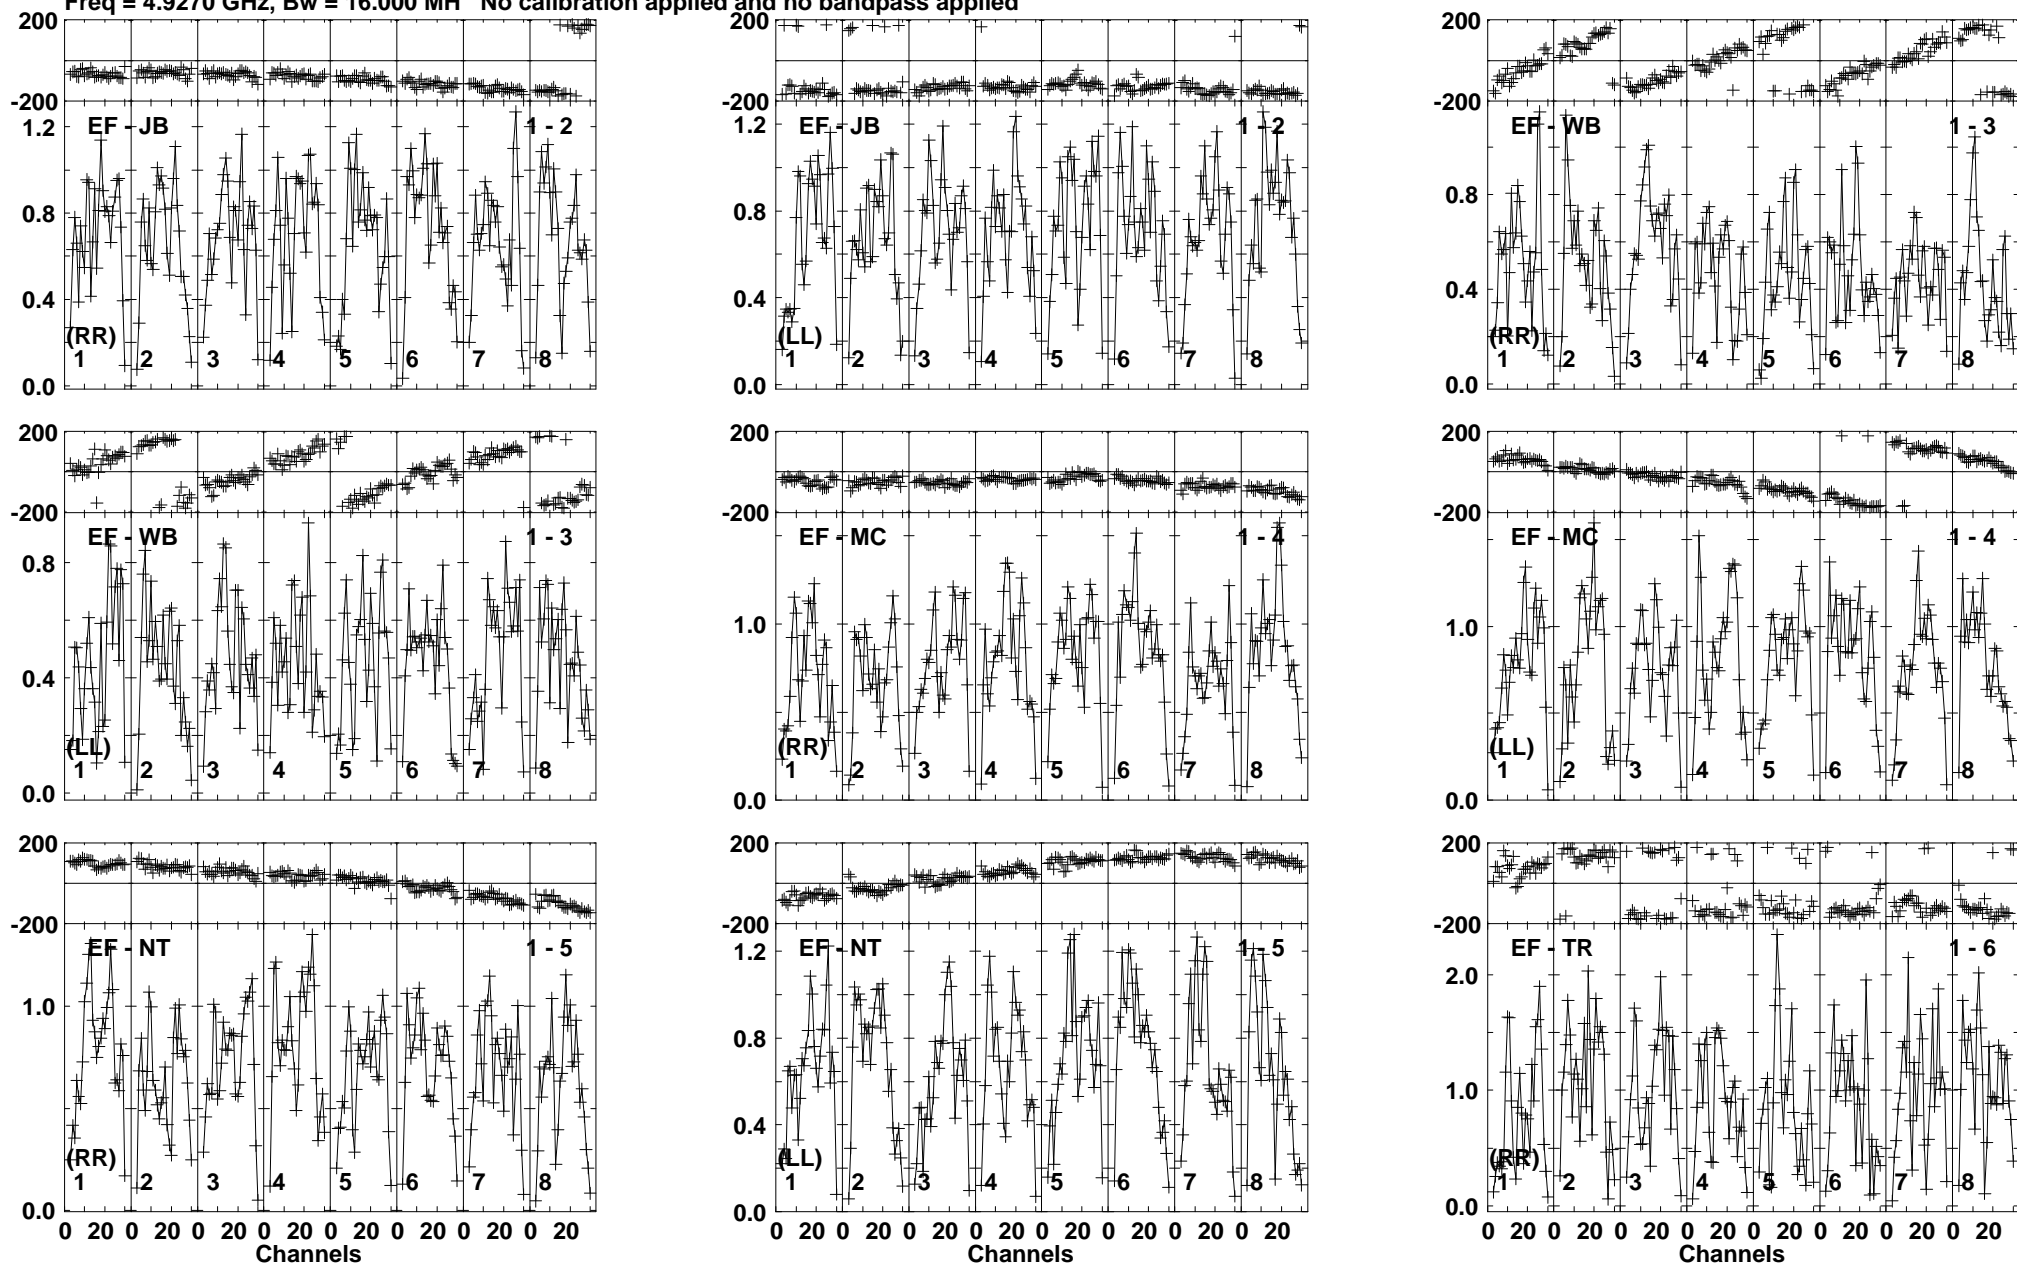 Freq = 4.9270 GHz, Bw = 16.000 MH No calibration applied and no bandpass applied
200 200 200
-200 -200 -200
1.2 EF - JB 1 - 2 1.2 EF - JB 1 - 2 EF - WB 1 - 3
0.8 0.8 0.8
0.4 0.4 0.4
(RR) (LL) (RR)
1 2 3 4 5 6 7 8 1 2 3 4 5 6 7 8 1 2 3 4 5 6 7 8
0.0 0.0 0.0
200 200 200
-200 -200 -200
EF - WB 1 - 3 EF - MC 1 - 4 EF - MC 1 - 4
0.8 1.0 1.0
0.4
(LL) (RR) (LL)
1 2 3 4 5 6 7 8 1 2 3 4 5 6 7 8 1 2 3 4 5 6 7 8
0.0 0.0 0.0
200 200 200
-200 -200 -200
EF - NT 1 - 5 1.2 EF - NT 1 - 5 EF - TR 1 - 6
1.0 0.8 2.0
0.4 1.0
(RR) (LL) (RR)
1 2 3 4 5 6 7 8 1 2 3 4 5 6 7 8 1 2 3 4 5 6 7 8
0.0 0.0 0.0
0 20 0 20 0 20 0 20 0 20 0 20 0 20 0 20 0 20 0 20 0 20 0 20 0 20 0 20 0 20 0 20 0 20 0 20 0 20 0 20 0 20 0 20 0 20 0 20
Channels Channels Channels